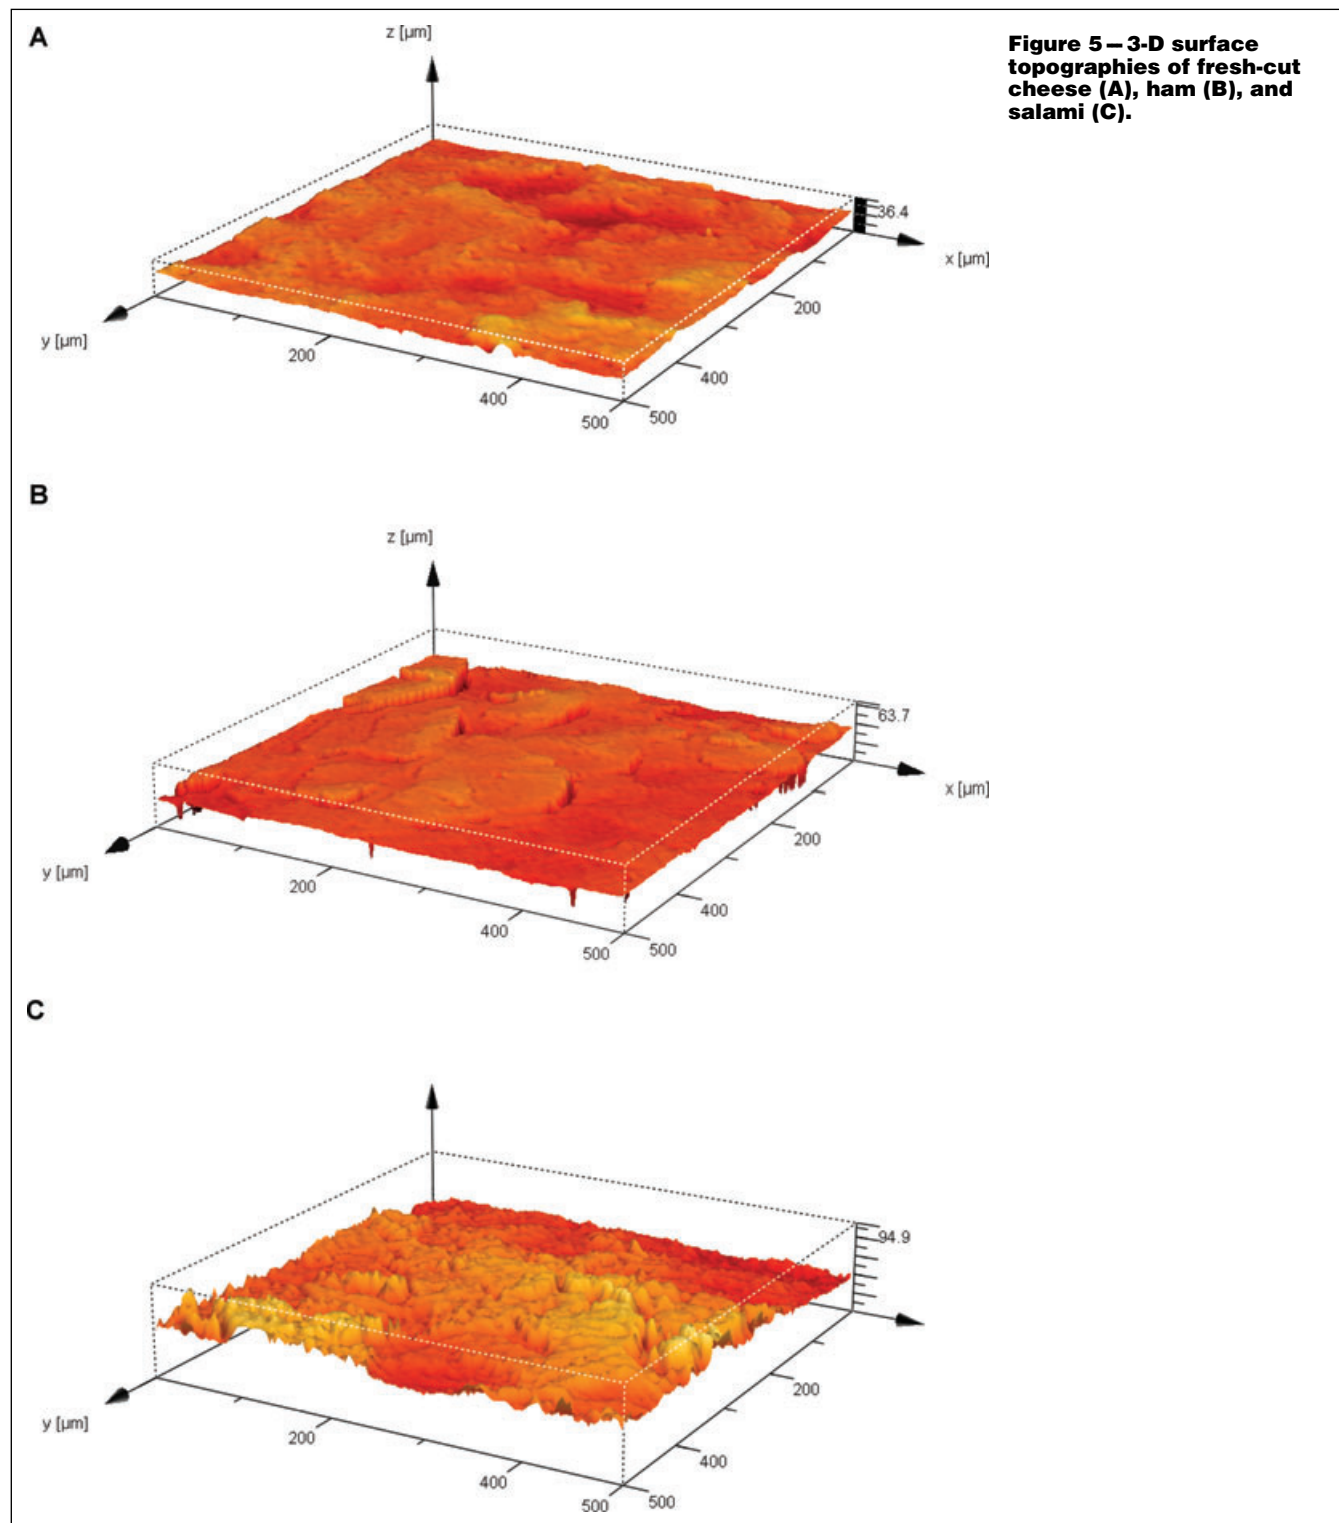 A
z [µm]
Figure 5—3-D surface
topographies of fresh-cut
cheese (A), ham (B), and
salami (C).
36.4
x [µm]
200
y [µm]
200
400
400
500
500
B
z [µm]
63.7
x [µm]
200
y [µm]
200
400
400
500
500
C
94.9
200
y [µm]
200
400
400
500
500